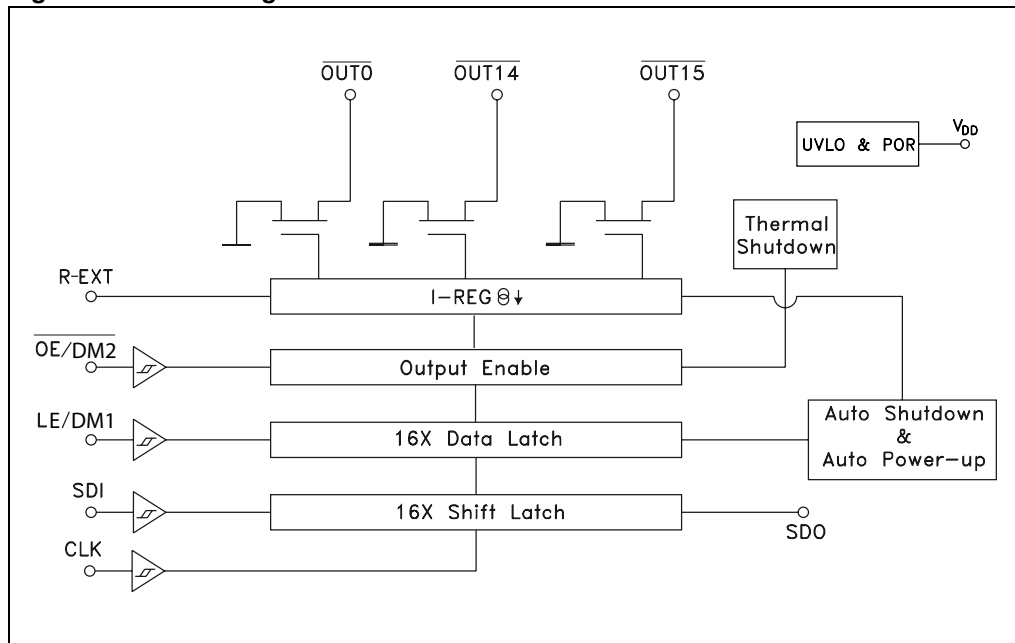 OUT0
OUT14
OUT15
UVLO & POR
VDD
Thermal
Shutdown
R-EXT
I-REG
OE/DM2
Output Enable
LE/DM1
16X Data Latch
Auto Shutdown
&
Auto Power-up
SDI
16X Shift Latch
SDO
CLK